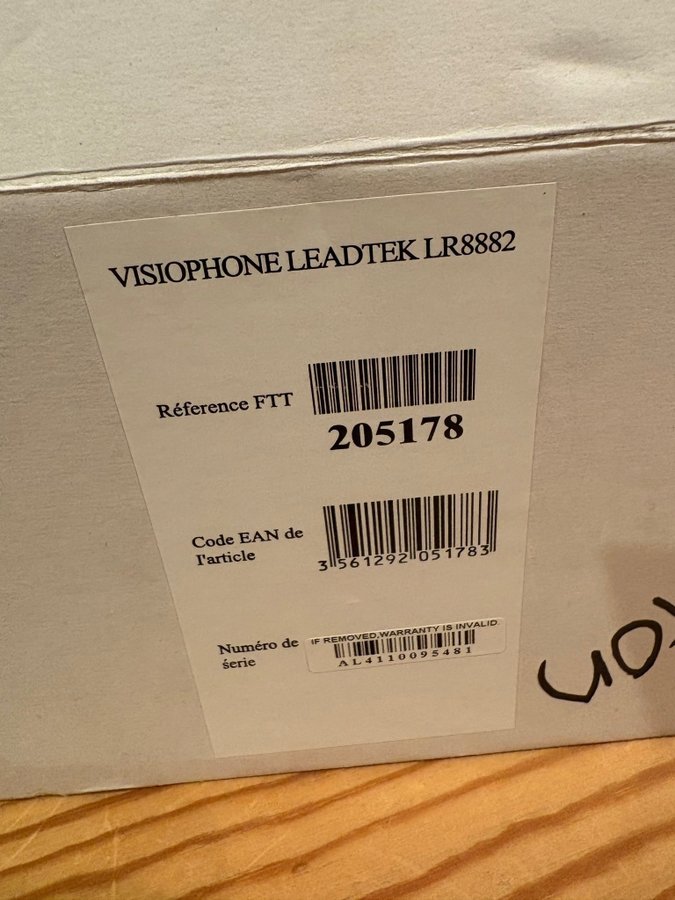 VISIOPHONE LEADTEK LR8882
Réference FTT
205178
Code EAN de
l'article
3 561292 051783
Numéro de
série
IF REMOVED,WARRANTY IS INVALID.
AL4110095481